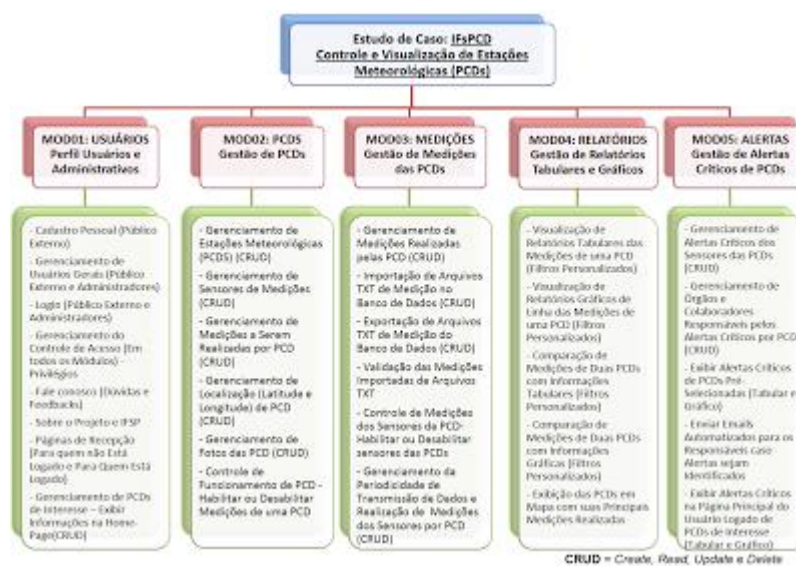 Estudo de Caso: IFsPCD
Controle e Visualização de Estações
Meteorológicas (PCDs)
MOD01: USUÁRIOS
Perfil Usuários e
Administrativos
MOD02: PCDS
Gestão de PCDs
MOD03: MEDIÇÕES
Gestão de Medições
das PCDs
MOD04: RELATÓRIOS
Gestão de Relatórios
Tabulares e Gráficos
MOD05: ALERTAS
Gestão de Alertas
Críticos de PCDs
- Cadastro Pessoal (Público
Externo)
- Gerenciamento de
Usuários Gerais (Público
Externo e Administradores)
- Login (Público Externo e
Administradores)
- Gerenciamento do
Controle de Acesso (Em
todos os Módulos) -
Privilégios
- Fale conosco (Dúvidas e
Feedbacks)
- Sobre o Projeto e IFSP
- Páginas de Recepção
(Para quem não Está
Logado e Para Quem Está
Logado)
- Gerenciamento de PCDs
de Interesse – Exibir
Informações na Home-
Page(CRUD)
- Gerenciamento de
Estações Meteorológicas
(PCDS) (CRUD)
- Gerenciamento de
Sensores de Medições
(CRUD)
- Gerenciamento de
Medições a Serem
Realizadas por PCD
(CRUD)
- Gerenciamento de
Localização (Latitude e
Longitude) de PCD
(CRUD)
- Gerenciamento de
Fotos das PCD (CRUD)
- Controle de
Funcionamento de PCD -
Habilitar ou Desabilitar
Medições de uma PCD
- Gerenciamento de
Medições Realizadas
pelas PCD (CRUD)
- Importação de Arquivos
TXT de Medição no
Banco de Dados (CRUD)
- Exportação de Arquivos
TXT de Medição do
Banco de Dados (CRUD)
- Validação das Medições
Importadas de Arquivos
TXT
- Controle de Medições
dos Sensores da PCD-
Habilitar ou Desabilitar
sensores das PCDs
- Gerenciamento da
Periodicidade de
Transmissão de Dados e
Realização de Medições
dos Sensores por PCD
(CRUD)
- Visualização de
Relatórios Tabulares das
Medições de uma PCD
(Filtros Personalizados)
- Visualização de
Relatórios Gráficos de
Linha das Medições de
uma PCD (Filtros
Personalizados)
- Comparação de
Medições de Duas PCDs
com Informações
Tabulares (Filtros
Personalizados)
- Comparação de
Medições de Duas PCDs
com Informações
Gráficas (Filtros
Personalizados)
- Exibição das PCDs em
Mapa com suas Principais
Medições Realizadas
- Gerenciamento de
Alertas Críticos dos
Sensores das PCDs
(CRUD)
- Gerenciamento de
Orgãos e
Colaboradores
Responsáveis pelos
Alertas Críticos por PCD
(CRUD)
- Exibir Alertas Críticos
de PCDs Pré-
Selecionadas (Tabular e
Gráfico)
- Enviar Emails
Automatizados para os
Responsáveis case
Alertas sejam
Identificados
- Exibir Alertas Críticos
na Página Principal do
Usuário Logado de
PCDs de Interesse
(Tabular e Gráfico)
CRUD = Create, Read, Update e Delete